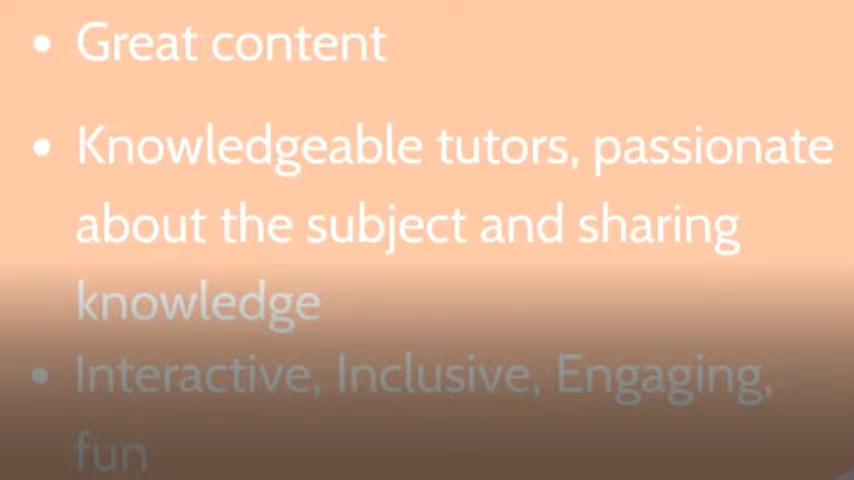 • Great content
• Knowledgeable tutors, passionate
about the subject and sharing
knowledge
• Interactive, Inclusive, Engaging,
fun